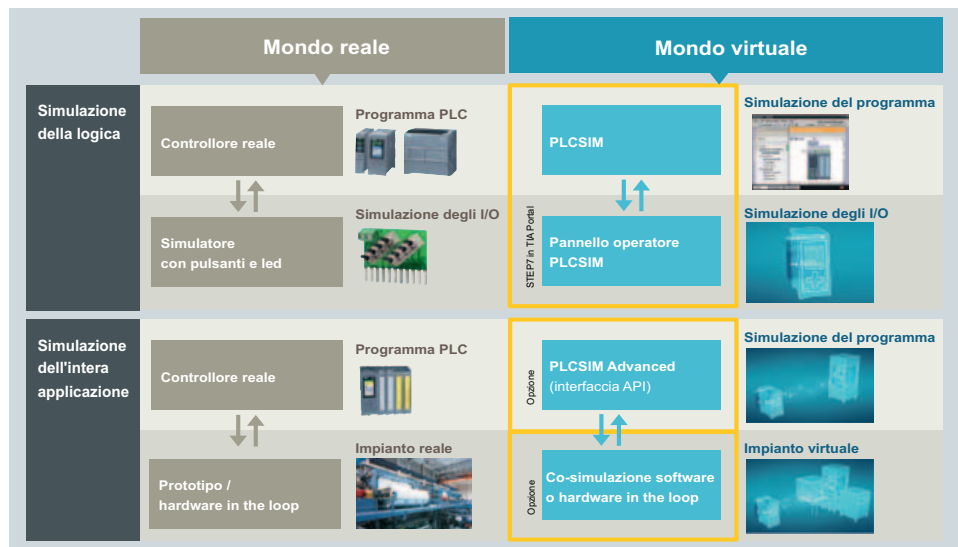 Mondo reale
Mondo virtuale
Simulazione
della logica
Controllore reale
Programma PLC
PLCSIM
Simulazione del programma
Simulatore
con pulsanti e led
Simulazione degli I/O
STEP7 in TIA Portal
Pannello operatore
PLCSIM
Simulazione degli I/O
Simulazione
dell'intera
applicazione
Controllore reale
Programma PLC
Opzione
PLCSIM Advanced
(interfaccia API)
Simulazione del programma
Prototipo /
hardware in the loop
Impianto reale
Opzione
Co-simulazione software
o hardware in the loop
Impianto virtuale